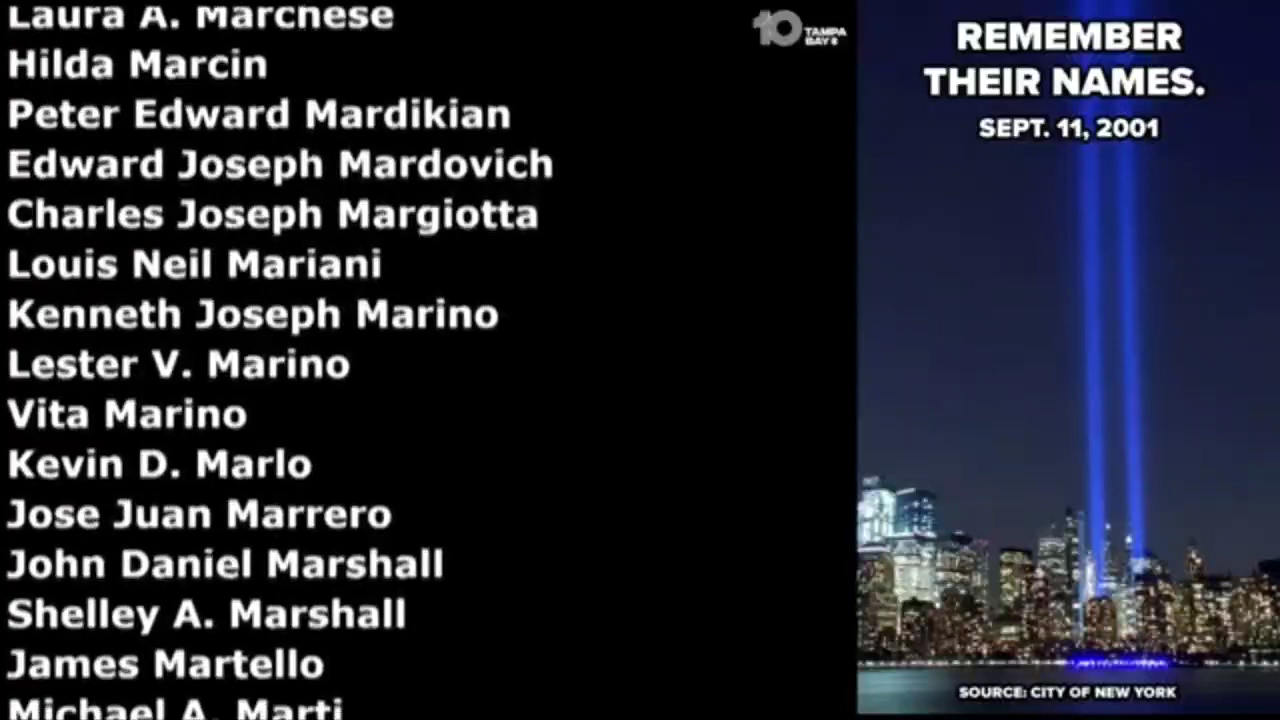 Laura A. Marchese
Hilda Marcin
Peter Edward Mardikian
Edward Joseph Mardovich
Charles Joseph Margiotta
Louis Neil Mariani
Kenneth Joseph Marino
Lester V. Marino
Vita Marino
Kevin D. Marlo
Jose Juan Marrero
John Daniel Marshall
Shelley A. Marshall
James Martello
Michael A. Marti
10 TAMPA
BAY
REMEMBER
THEIR NAMES.
SEPT. 11, 2001
SOURCE: CITY OF NEW YORK